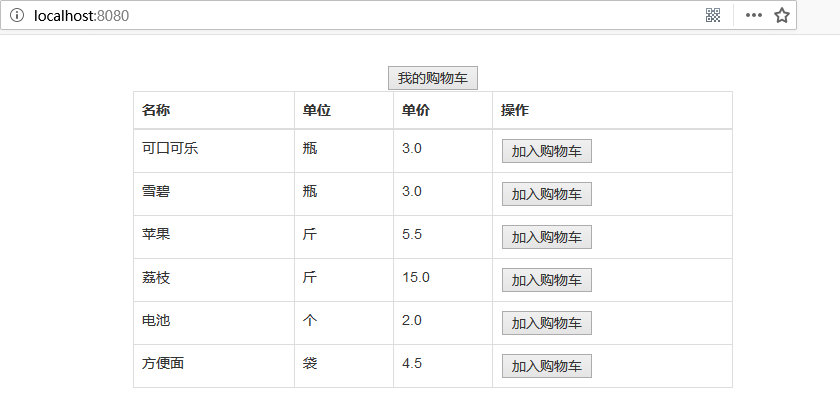 localhost:8080
我的购物车
名称 单位 单价 操作
可口可乐 瓶 3.0 加入购物车
雪碧 瓶 3.0 加入购物车
苹果 斤 5.5 加入购物车
荔枝 斤 15.0 加入购物车
电池 个 2.0 加入购物车
方便面 袋 4.5 加入购物车